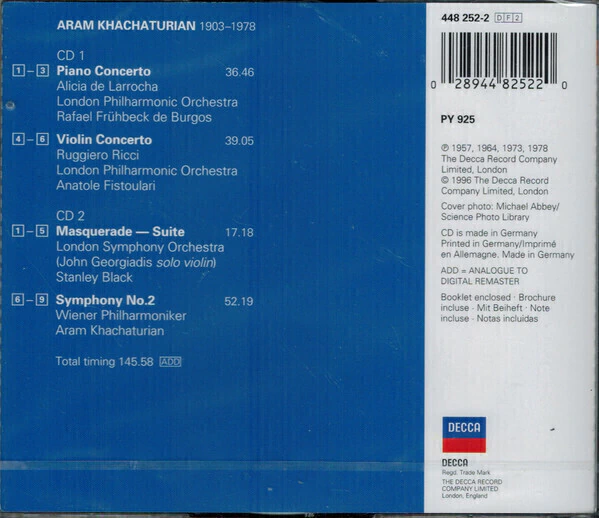 ARAM KHACHATURIAN 1903–1978
CD 1
1 – 3 Piano Concerto 36.46
Alicia de Larrocha
London Philharmonic Orchestra
Rafael Frühbeck de Burgos
4 – 6 Violin Concerto 39.05
Ruggiero Ricci
London Philharmonic Orchestra
Anatole Fistoulari
CD 2
1 – 5 Masquerade — Suite 17.18
London Symphony Orchestra
(John Georgiadis solo violin)
Stanley Black
6 – 9 Symphony No.2 52.19
Wiener Philharmoniker
Aram Khachaturian
Total timing 145.58 ADD
448 252-2 DF2
0 28944 82522 0
PY 925
℗ 1957, 1964, 1973, 1978
The Decca Record Company
Limited, London
© 1996 The Decca Record
Company Limited, London
Cover photo: Michael Abbey/
Science Photo Library
CD is made in Germany
Printed in Germany/Imprimé
en Allemagne. Made in Germany
ADD = ANALOGUE TO
DIGITAL REMASTER
Booklet enclosed · Brochure
incluse · Mit Beiheft · Note
incluse · Notas incluidas
DECCA
DECCA
Regd. Trade Mark
THE DECCA RECORD
COMPANY LIMITED
London, England